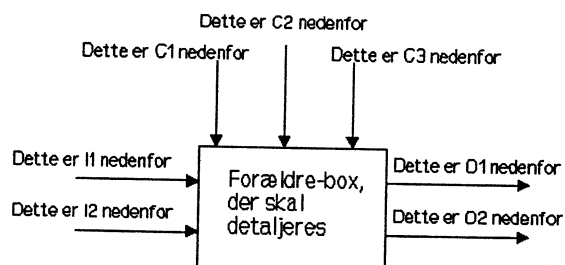 Dette er C2 nedenfor
Dette er C1 nedenfor
Dette er C3 nedenfor
Dette er I1 nedenfor
Dette er I2 nedenfor
Forældre-box,
der skal
detaljeres
Dette er O1 nedenfor
Dette er O2 nedenfor